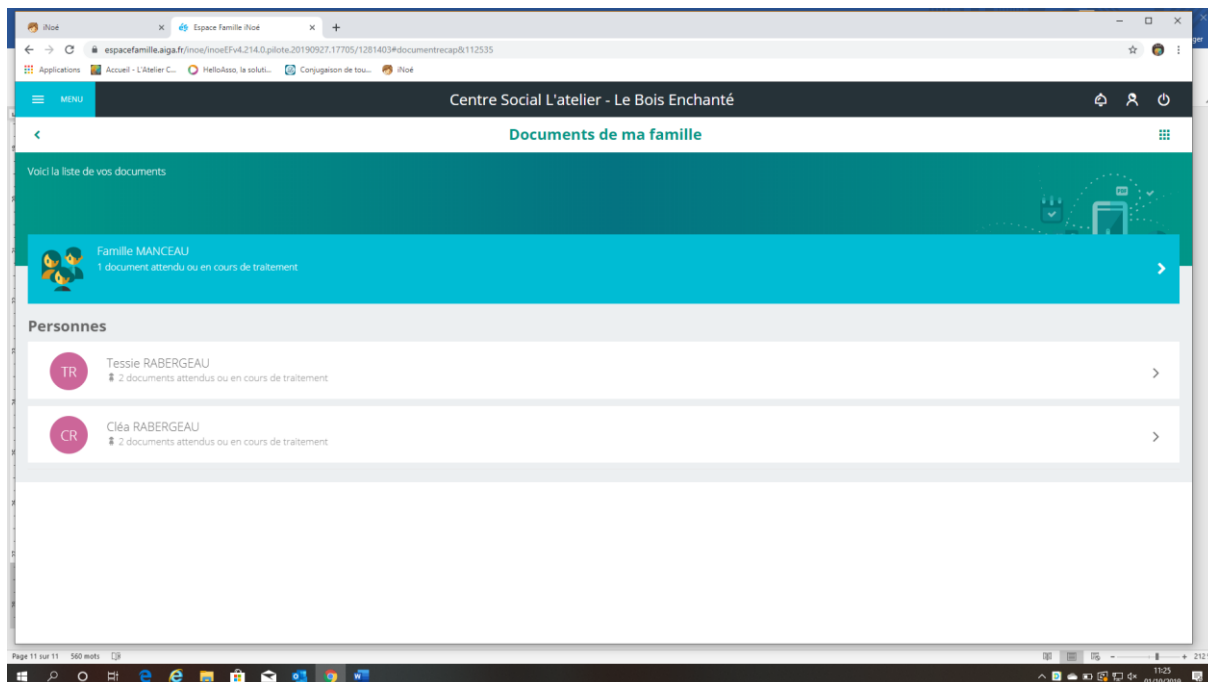 iNoé
Espace Famille iNoé
espacefamille.aiga.fr/inoe/inoeEFv4.214.0.pilote.20190927.17705/1281403#documentrecap&112535
Applications Accueil - L'Atelier C... HelloAsso, la soluti... Conjugaison de tou... iNoé
MENU
Centre Social L'atelier - Le Bois Enchanté
Documents de ma famille
Voici la liste de vos documents
PDF
Famille MANCEAU
1 document attendu ou en cours de traitement
Personnes
TR
Tessie RABERGEAU
2 documents attendus ou en cours de traitement
CR
Cléa RABERGEAU
2 documents attendus ou en cours de traitement
Page 11 sur 11 560 mots
11:25
01/10/2019